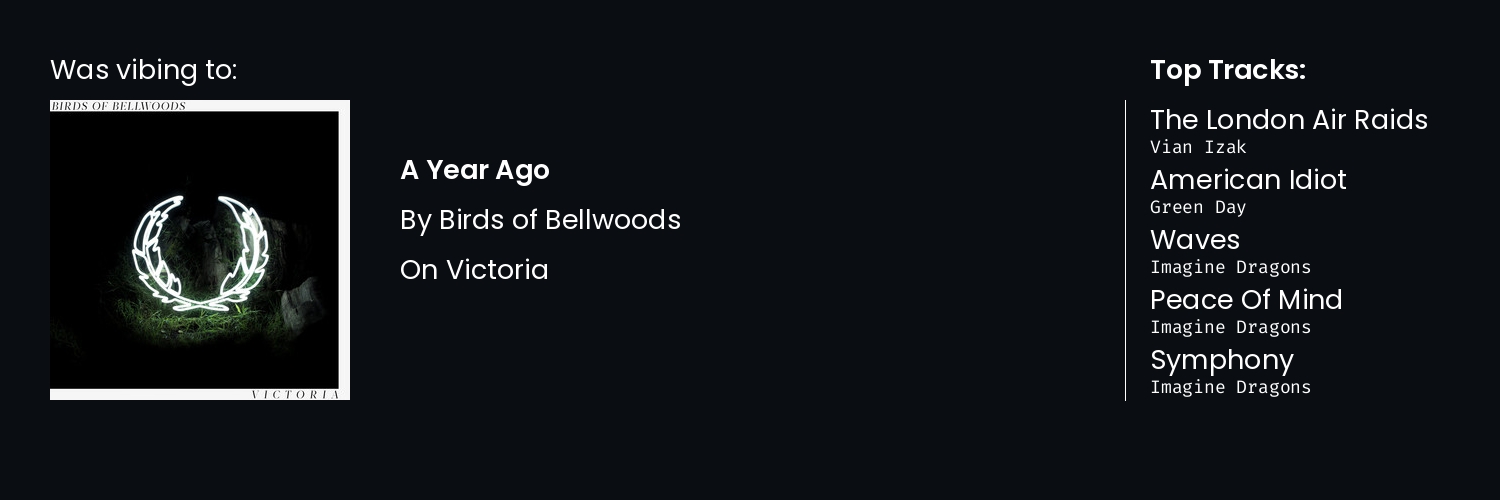 Was vibing to:
BIRDS OF BELLWOODS
VICTORIA
A Year Ago
By Birds of Bellwoods
On Victoria
Top Tracks:
The London Air Raids
Vian Izak
American Idiot
Green Day
Waves
Imagine Dragons
Peace Of Mind
Imagine Dragons
Symphony
Imagine Dragons